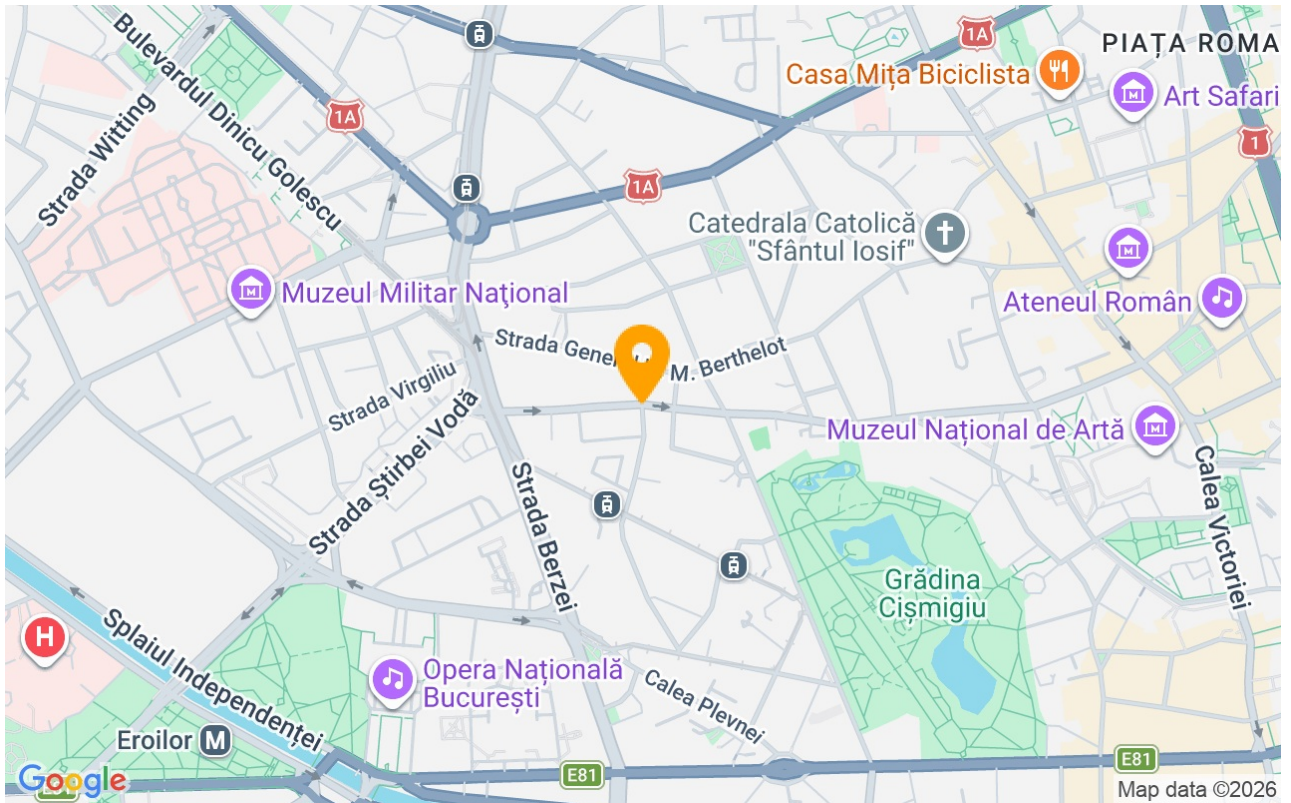 Bulevardul Dinicu Golescu
1A
PIAȚA ROMA
Casa Mița Biciclista
Art Safari
Strada Witting
1A
1
1A
Catedrala Catolică
"Sfântul Iosif"
Muzeul Militar Naţional
Ateneul Român
Strada Gene
M. Berthelot
Strada Virgiliu
Strada Știrbei Vodă
Muzeul Național de Artă
Strada Berzei
Calea Victoriei
Grădina
Cișmigiu
H
Splaiul Independenței
Opera Națională
București
Calea Plevnei
Eroilor
M
E81
E81
Google
Map data ©2026